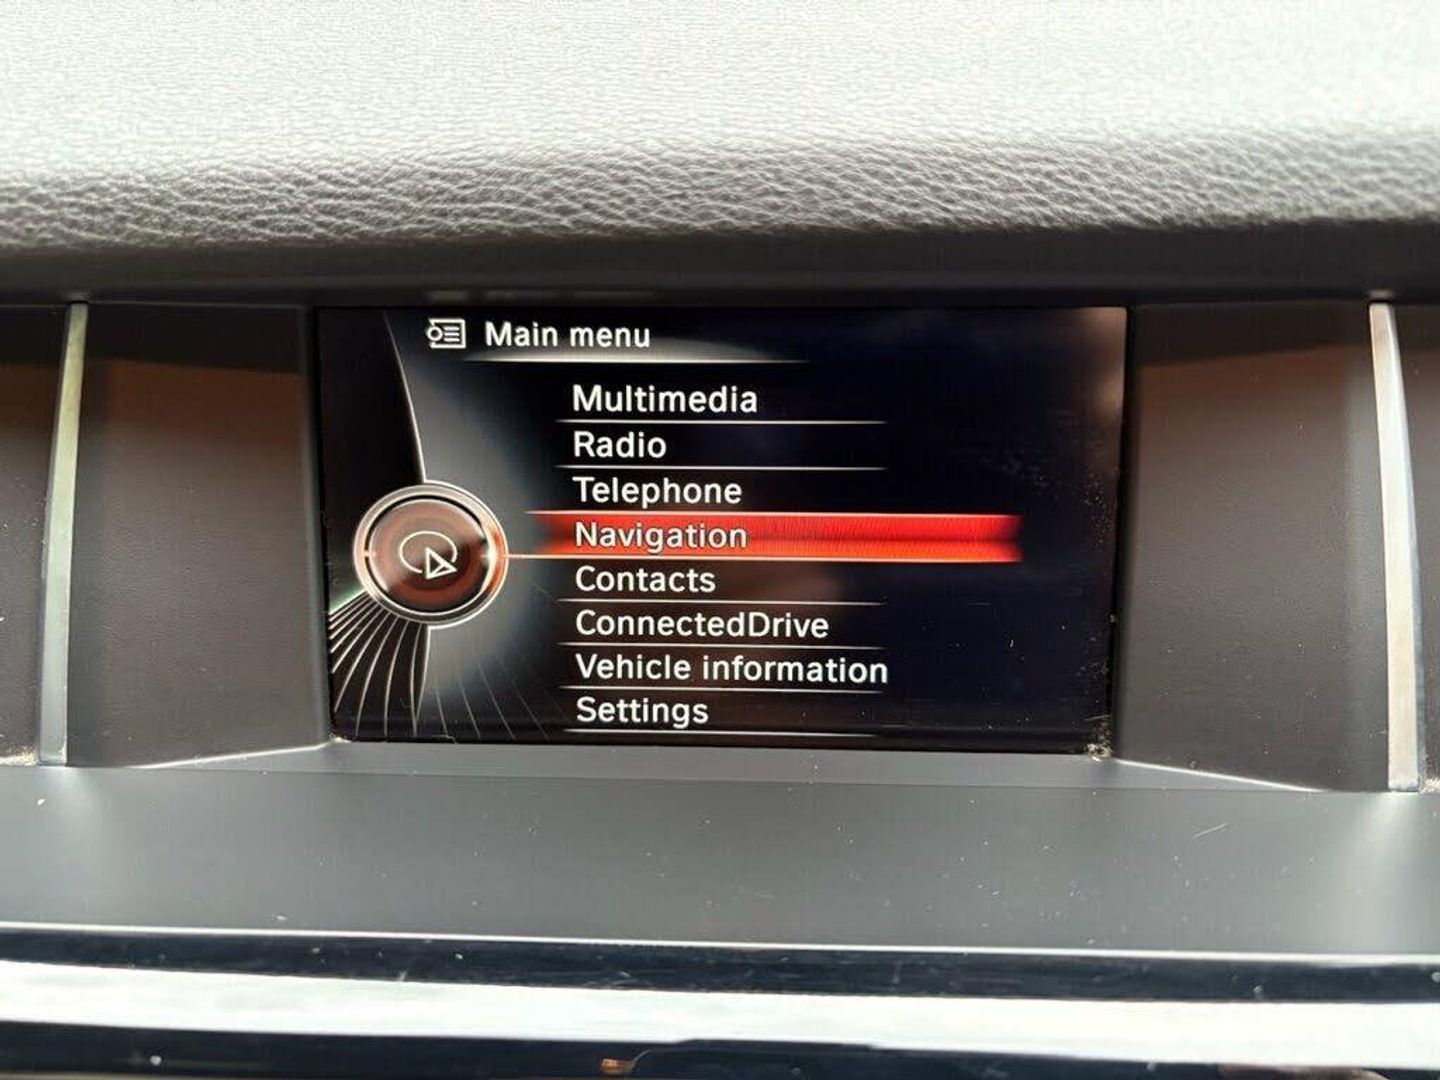 Main menu
Multimedia
Radio
Telephone
Navigation
Contacts
ConnectedDrive
Vehicle information
Settings